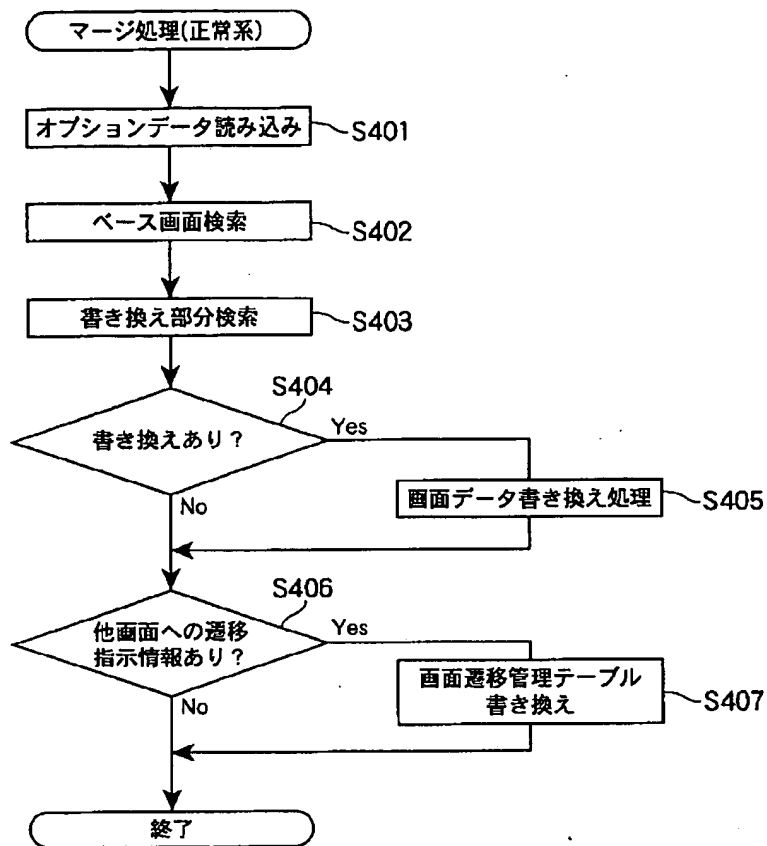 マージ処理(正常系)
オプションデータ読み込み
S401
ベース画面検索
S402
書き換え部分検索
S403
S404
書き換えあり？
Yes
No
画面データ書き換え処理
S405
S406
他画面への遷移
指示情報あり？
Yes
No
画面遷移管理テーブル
書き換え
S407
終了